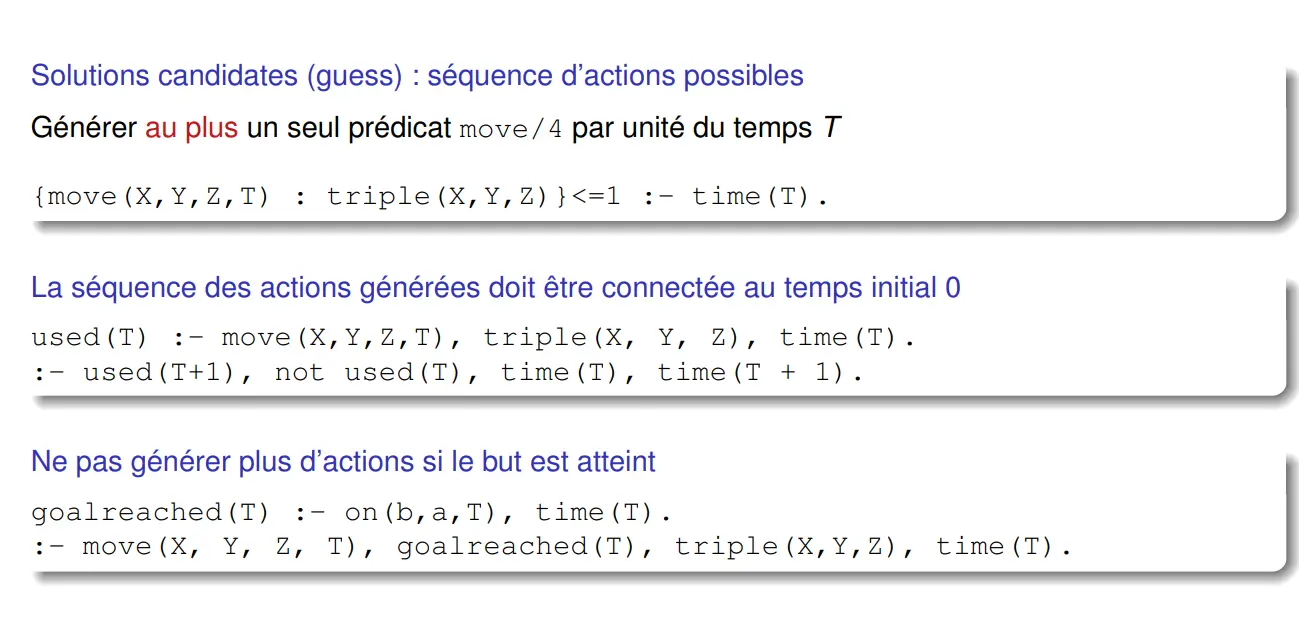 Solutions candidates (guess) : séquence d'actions possibles
Générer au plus un seul prédicat move/4 par unité du temps T
{move(X,Y,Z,T) : triple(X,Y,Z)}<=1 :- time(T).
La séquence des actions générées doit être connectée au temps initial 0
used(T) :- move(X,Y,Z,T), triple(X, Y, Z), time(T).
:- used(T+1), not used(T), time(T), time(T + 1).
Ne pas générer plus d'actions si le but est atteint
goalreached(T) :- on(b,a,T), time(T).
:- move(X, Y, Z, T), goalreached(T), triple(X,Y,Z), time(T).